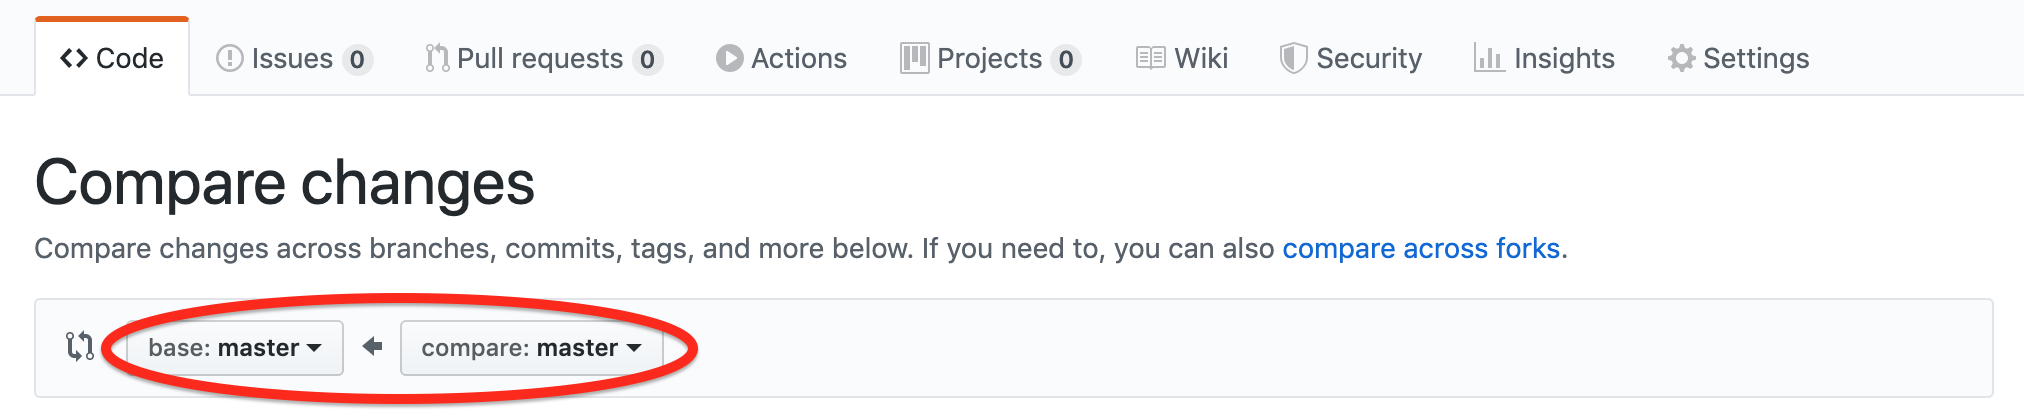 Code Issues 0 Pull requests 0 Actions Projects 0 Wiki Security Insights Settings
Compare changes
Compare changes across branches, commits, tags, and more below. If you need to, you can also compare across forks.
base: master compare: master